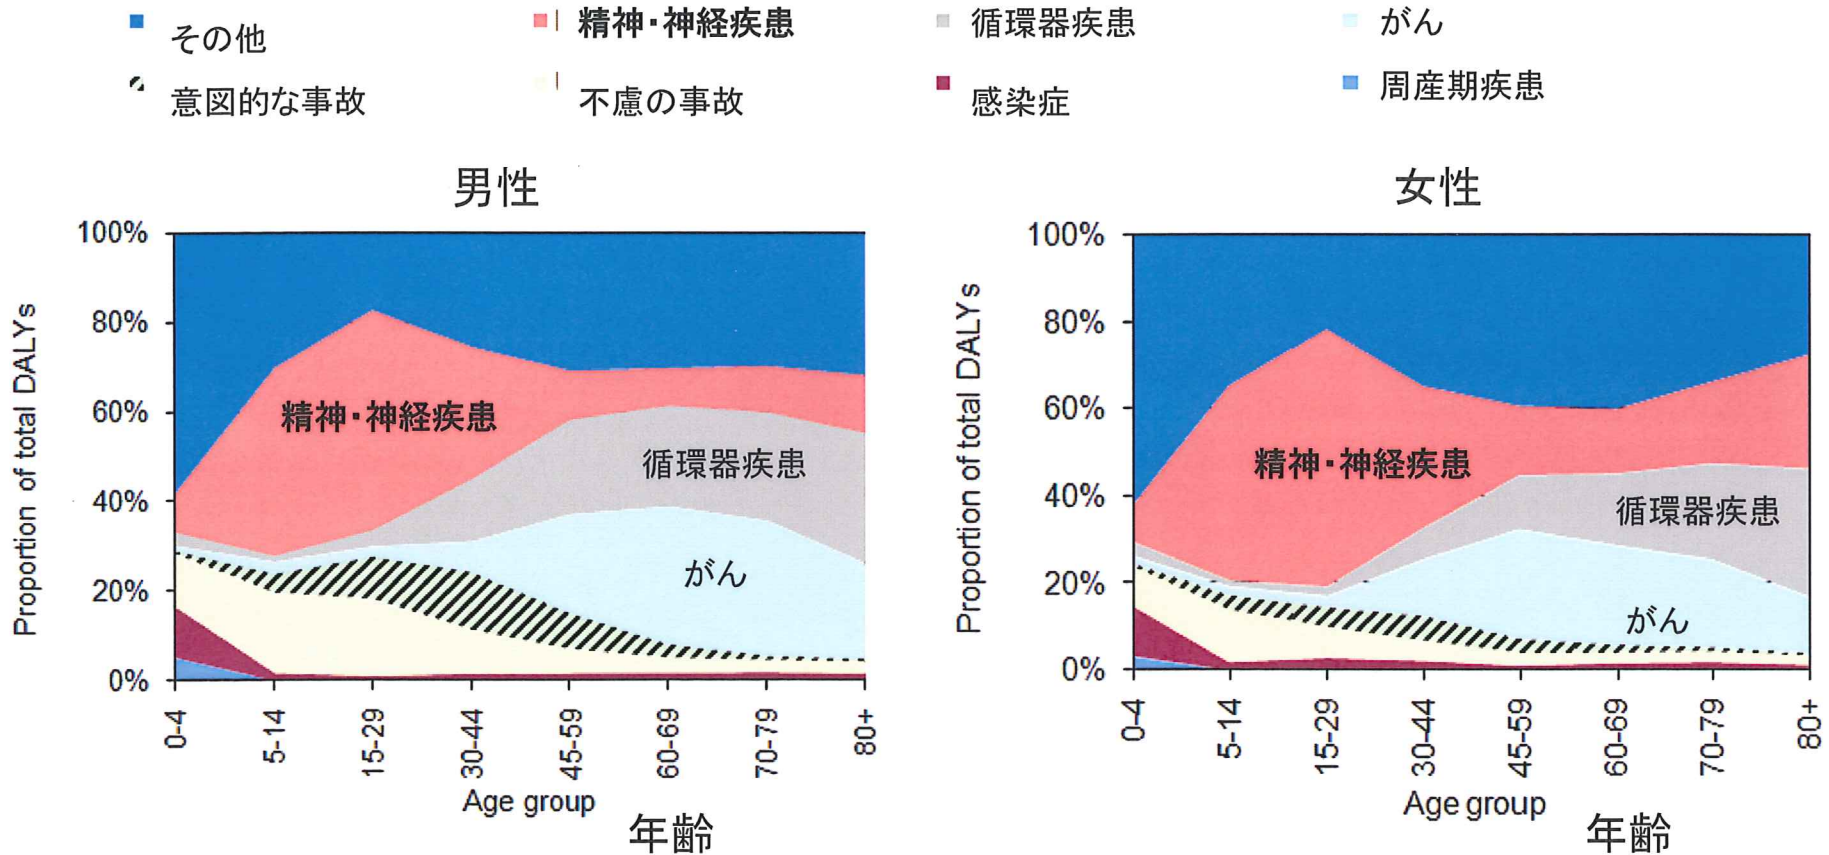 その他
精神・神経疾患
循環器疾患
がん
意図的な事故
不慮の事故
感染症
周産期疾患
男性
100%
80%
60%
40%
20%
0%
Proportion of total DALYs
精神・神経疾患
循環器疾患
がん
0-4
5-14
15-29
30-44
45-59
60-69
70-79
80+
Age group
年齢
女性
100%
80%
60%
40%
20%
0%
Proportion of total DALYs
精神・神経疾患
循環器疾患
がん
0-4
5-14
15-29
30-44
45-59
60-69
70-79
80+
Age group
年齢